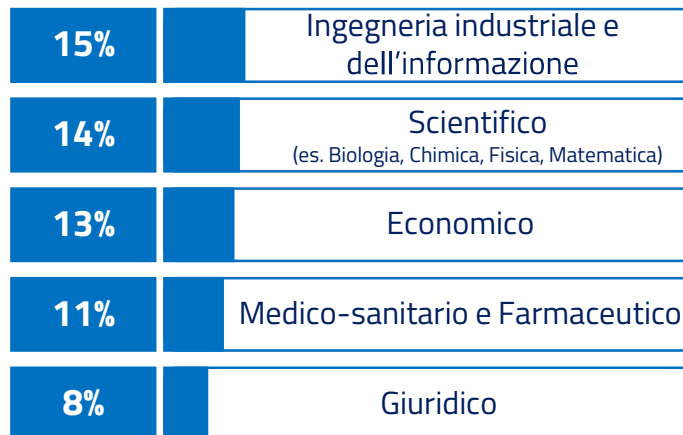 15%
Ingegneria industriale e
dell'informazione
14%
Scientifico
(es. Biologia, Chimica, Fisica, Matematica)
13%
Economico
11%
Medico-sanitario e Farmaceutico
8%
Giuridico